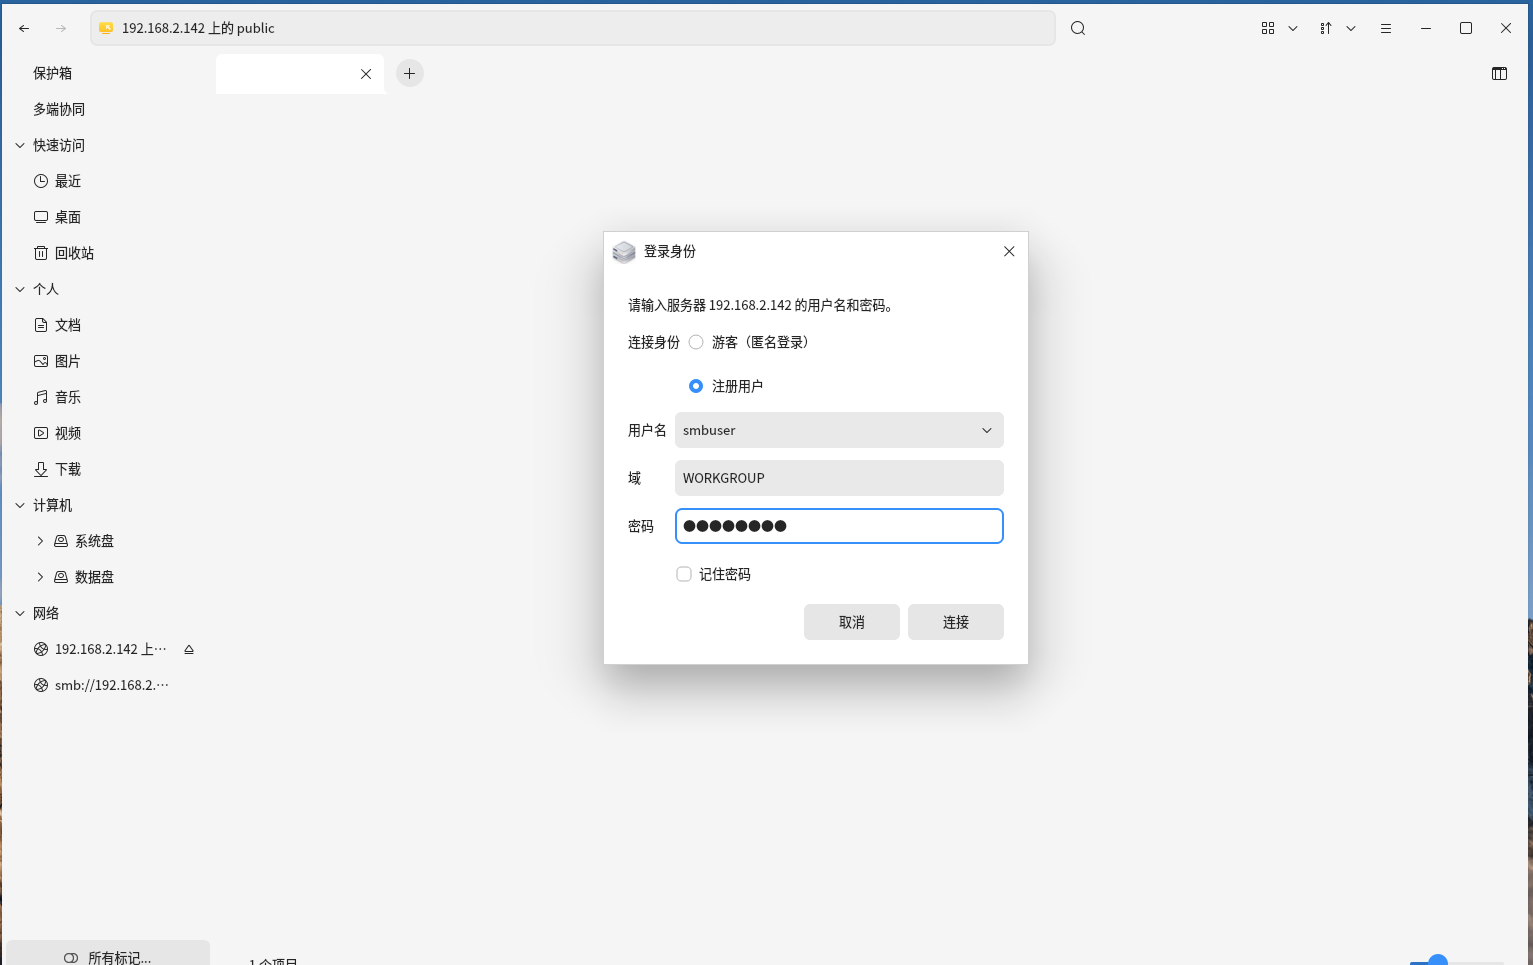 192.168.2.142 上的 public
保护箱
多端协同
快速访问
最近
桌面
回收站
个人
文档
图片
音乐
视频
下载
计算机
系统盘
数据盘
网络
192.168.2.142 上…
smb://192.168.2.…
所有标记...
1 个项目
登录身份
请输入服务器 192.168.2.142 的用户名和密码。
连接身份 游客（匿名登录）
注册用户
用户名 smbuser
域 WORKGROUP
密码 ●●●●●●●●
记住密码
取消 连接